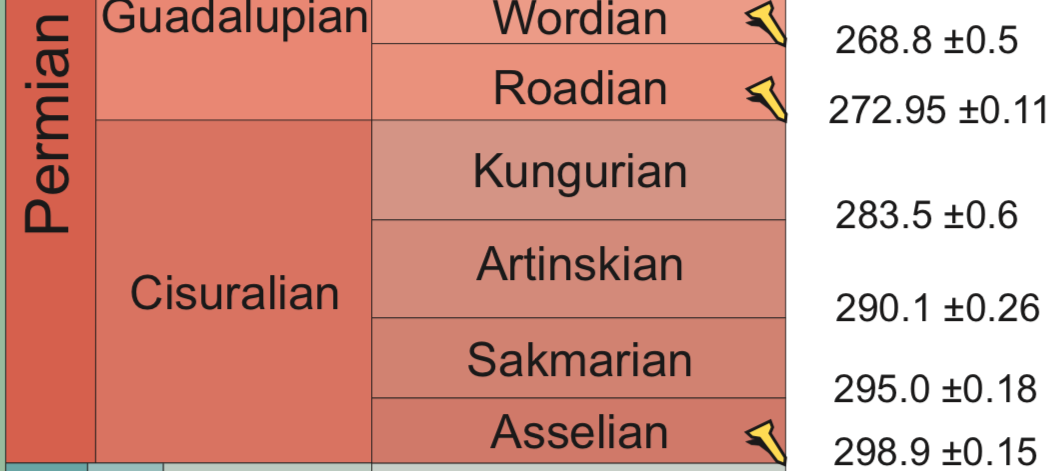 Permian
Guadalupian
Wordian
268.8 ±0.5
Roadian
272.95 ±0.11
Cisuralian
Kungurian
283.5 ±0.6
Artinskian
290.1 ±0.26
Sakmarian
295.0 ±0.18
Asselian
298.9 ±0.15